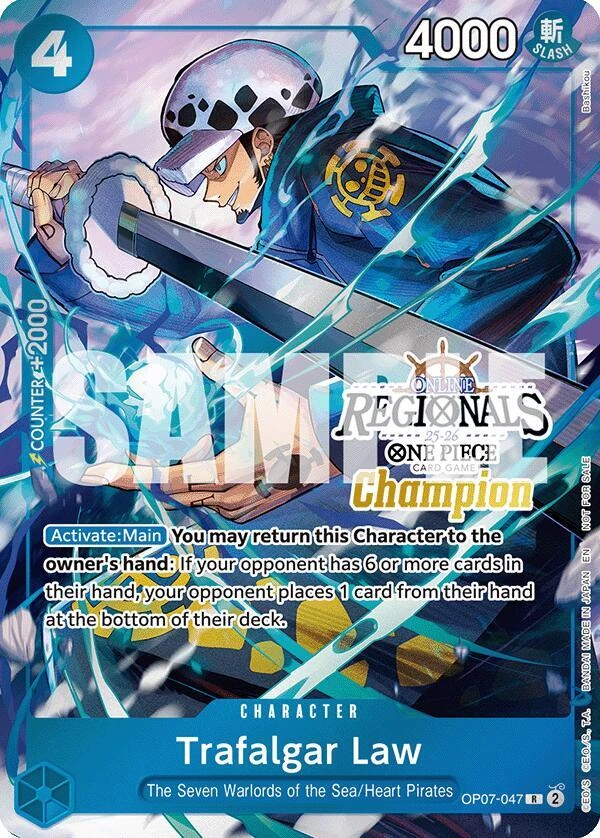 4
4000
斬
SLASH
Boshikou
COUNTER +2000
SAMPLE
ONLINE
REGIONALS
25-26
ONE PIECE
CARD GAME
Champion
Activate:Main You may return this Character to the
owner's hand: If your opponent has 6 or more cards in
their hand, your opponent places 1 card from their hand
at the bottom of their deck.
CHARACTER
Trafalgar Law
The Seven Warlords of the Sea/Heart Pirates
OP07-047 R 2
©EO/S ©E.O./S.,T.A. BANDAI MADE IN JAPAN EN NOT FOR SALE